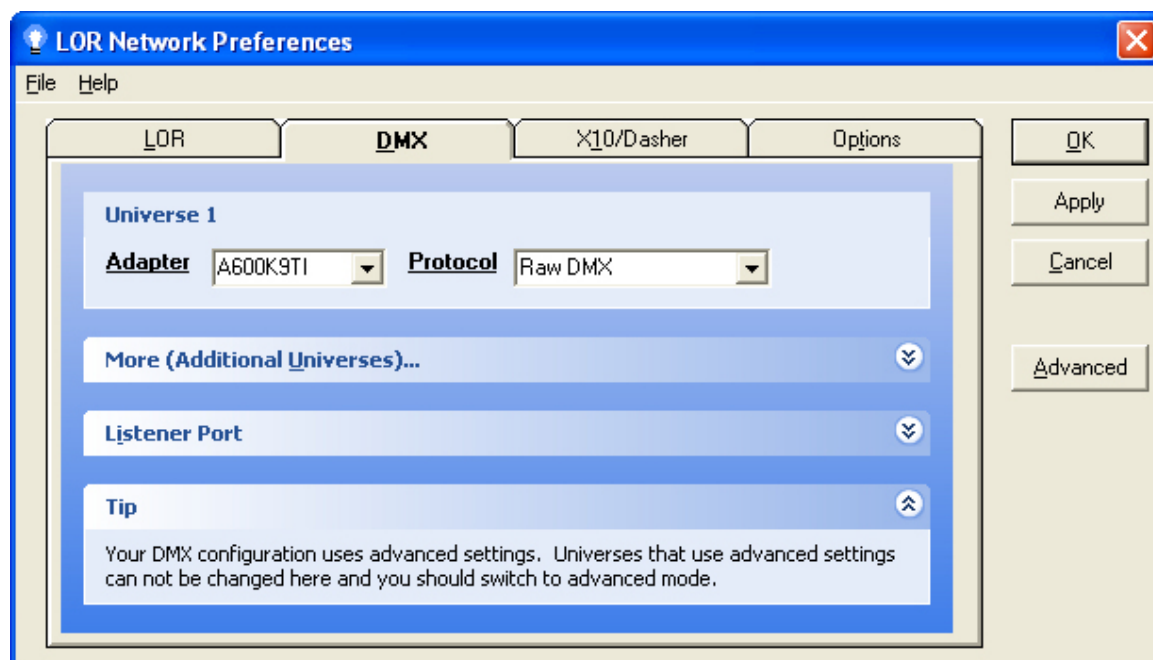 LOR Network Preferences
File Help
LOR DMX X10/Dasher Options
OK
Apply
Cancel
Advanced
Universe 1
Adapter A600K9TI Protocol Raw DMX
More (Additional Universes)...
Listener Port
Tip
Your DMX configuration uses advanced settings. Universes that use advanced settings
can not be changed here and you should switch to advanced mode.